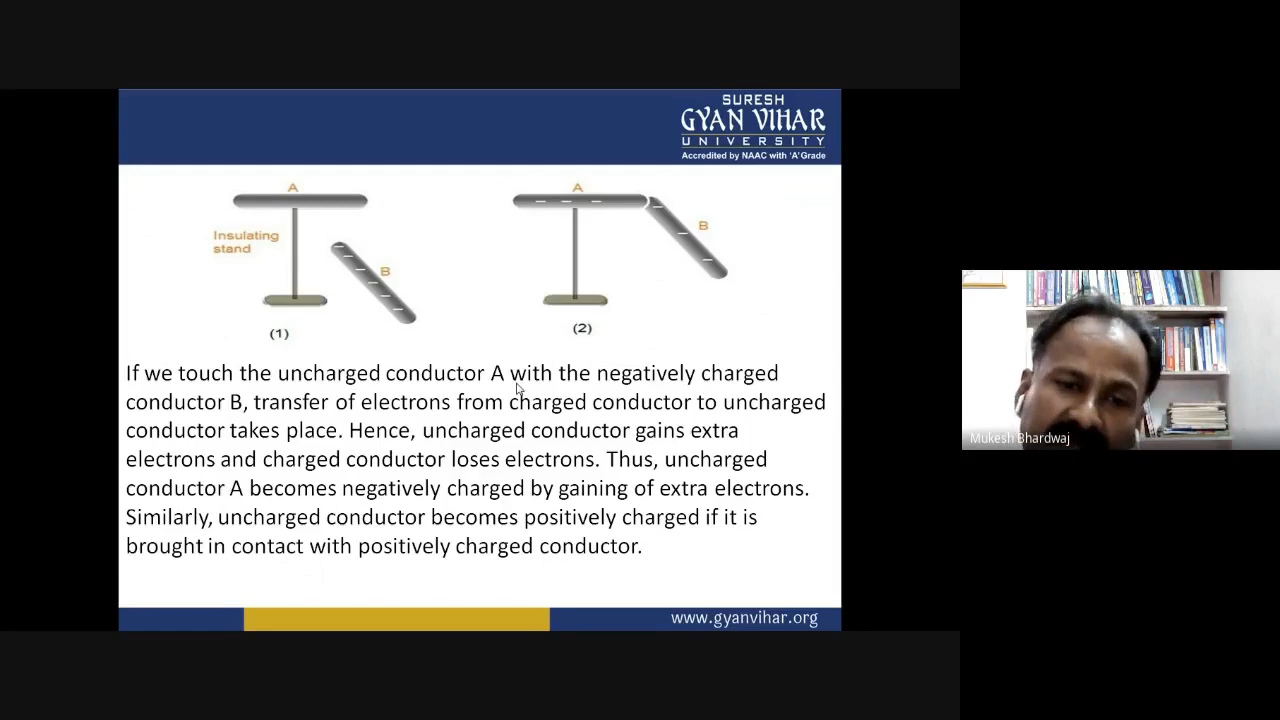 SURESH
GYAN VIHAR
UNIVERSITY
Accredited by NAAC with 'A' Grade
A
Insulating
stand
B
(1)
A
B
(2)
If we touch the uncharged conductor A with the negatively charged
conductor B, transfer of electrons from charged conductor to uncharged
conductor takes place. Hence, uncharged conductor gains extra
electrons and charged conductor loses electrons. Thus, uncharged
conductor A becomes negatively charged by gaining of extra electrons.
Similarly, uncharged conductor becomes positively charged if it is
brought in contact with positively charged conductor.
www.gyanvihar.org
Mukesh Bhardwaj